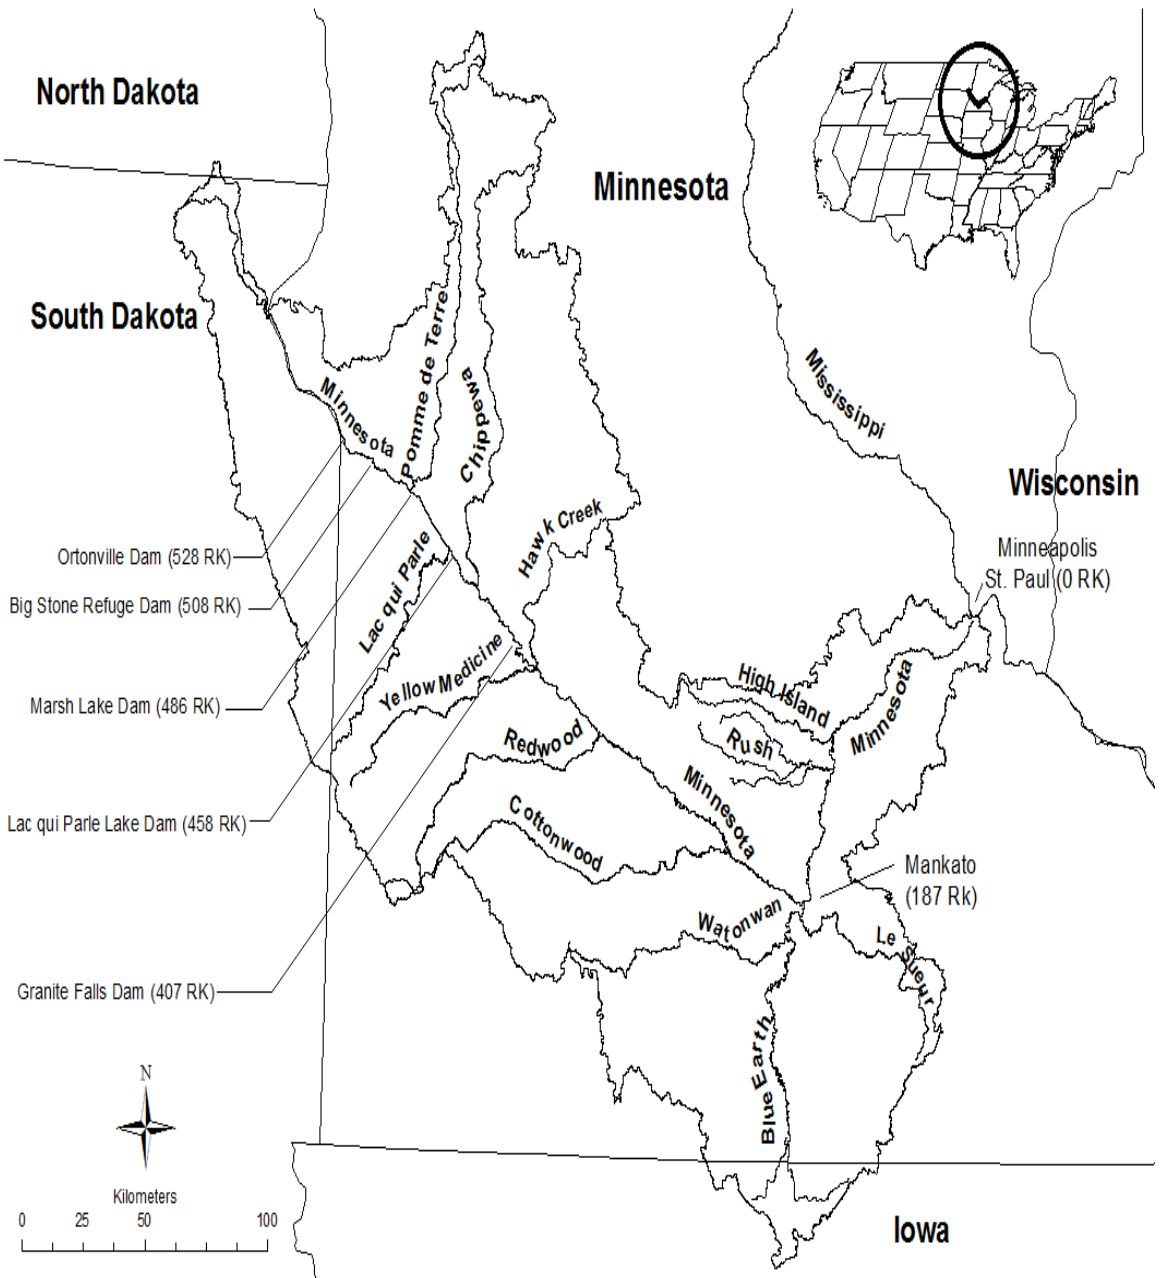 North Dakota
Minnesota
South Dakota
Mississippi
Minnesota
Pomme de Terre
Chippewa
Wisconsin
Hawk Creek
Minneapolis
St. Paul (0 RK)
Ortonville Dam (528 RK)
Lac qui Parle
Big Stone Refuge Dam (508 RK)
Yellow Medicine
High Island
Minnesota
Marsh Lake Dam (486 RK)
Redwood
Rush
Minnesota
Lac qui Parle Lake Dam (458 RK)
Cottonwood
Mankato
(187 Rk)
Watonwan
Le Sueur
Granite Falls Dam (407 RK)
Blue Earth
N
Kilometers
0 25 50 100
Iowa